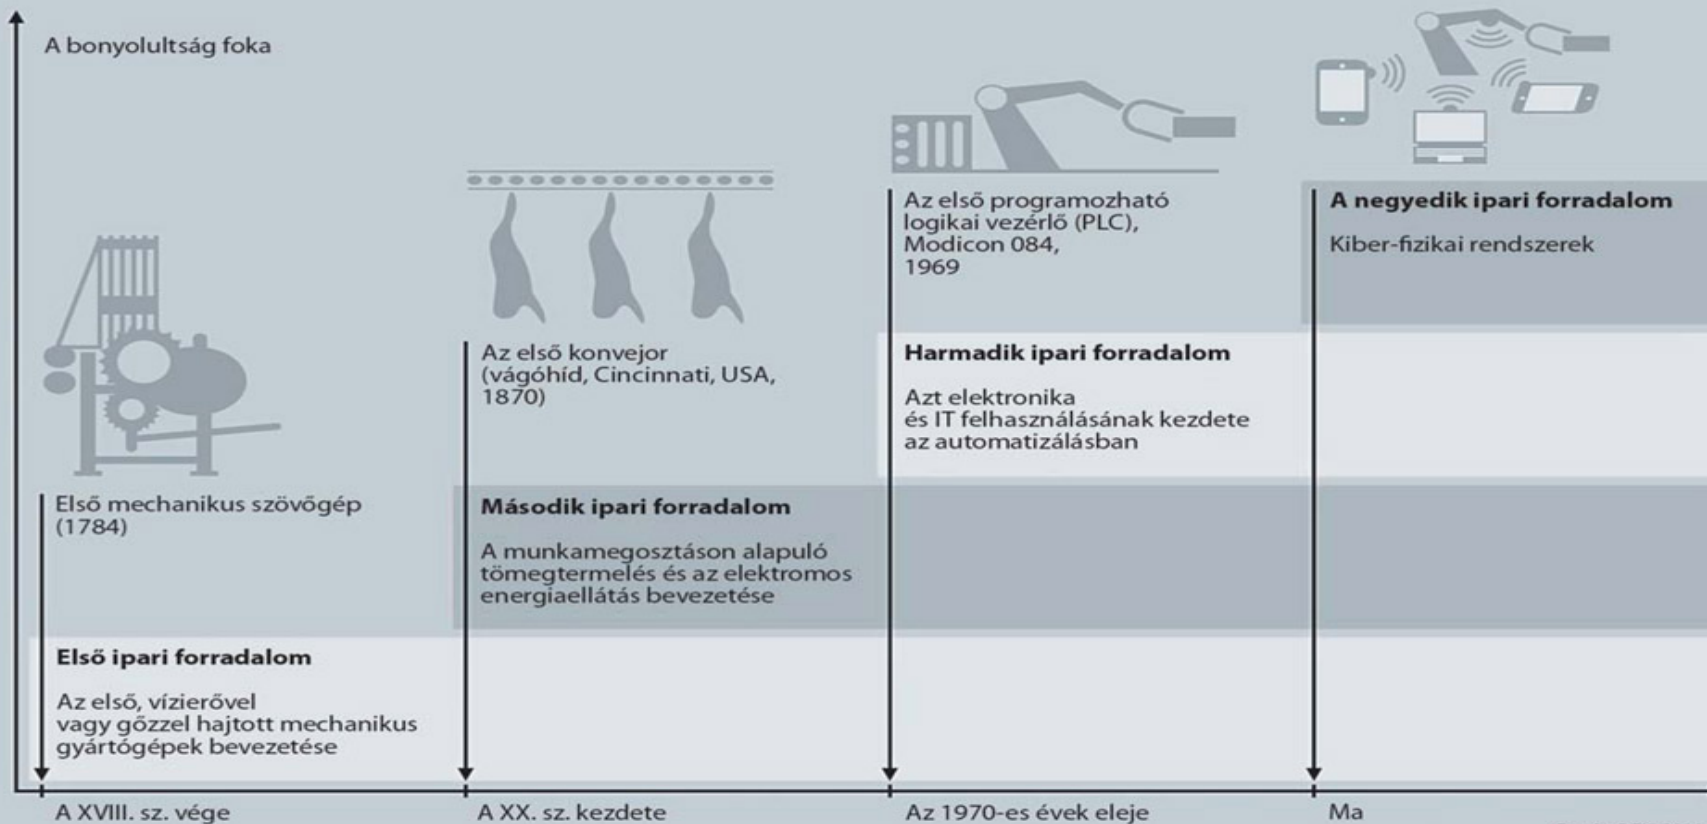 A bonyolultság foka
Első mechanikus szövőgép
(1784)
Első ipari forradalom
Az első, vízierővel
vagy gőzzel hajtott mechanikus
gyártógépek bevezetése
A XVIII. sz. vége
Az első konvejor
(vágóhíd, Cincinnati, USA,
1870)
Második ipari forradalom
A munkamegosztáson alapuló
tömegtermelés és az elektromos
energiaellátás bevezetése
A XX. sz. kezdete
Az első programozható
logikai vezérlő (PLC),
Modicon 084,
1969
Harmadik ipari forradalom
Azt elektronika
és IT felhasználásának kezdete
az automatizálásban
Az 1970-es évek eleje
A negyedik ipari forradalom
Kiber-fizikai rendszerek
Ma